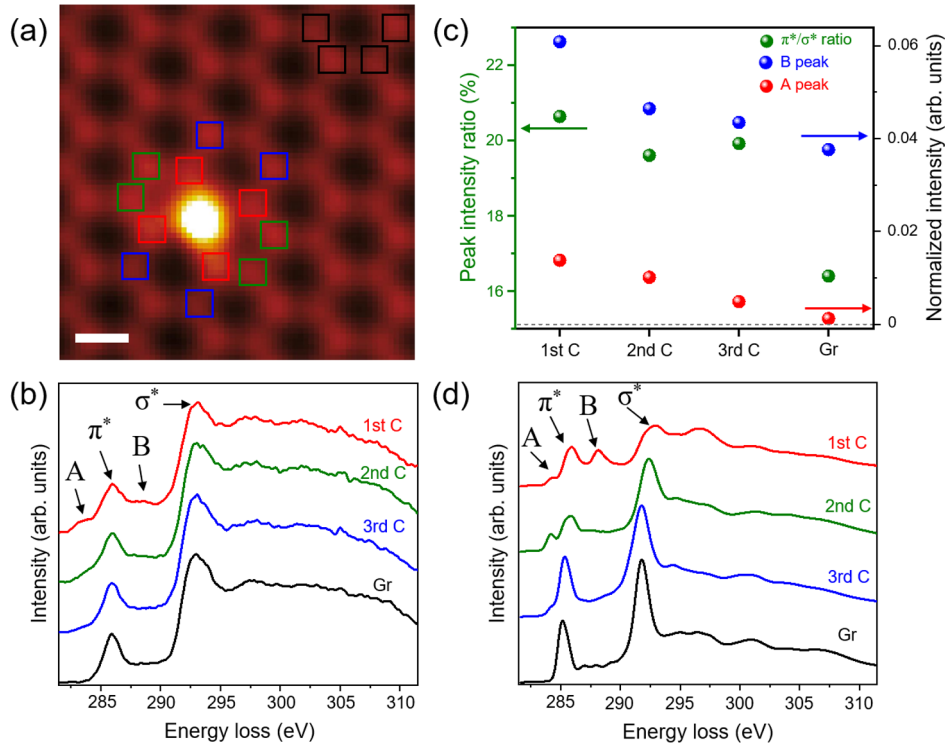 (a)
(c)
Peak intensity ratio (%)
22
20
18
16
π*/σ* ratio
B peak
A peak
0.06
0.04
0.02
0
Normalized intensity (arb. units)
1st C
2nd C
3rd C
Gr
(b)
Intensity (arb. units)
A
π*
B
σ*
1st C
2nd C
3rd C
Gr
285
290
295
300
305
310
Energy loss (eV)
(d)
Intensity (arb. units)
A
π*
B
σ*
1st C
2nd C
3rd C
Gr
285
290
295
300
305
310
Energy loss (eV)